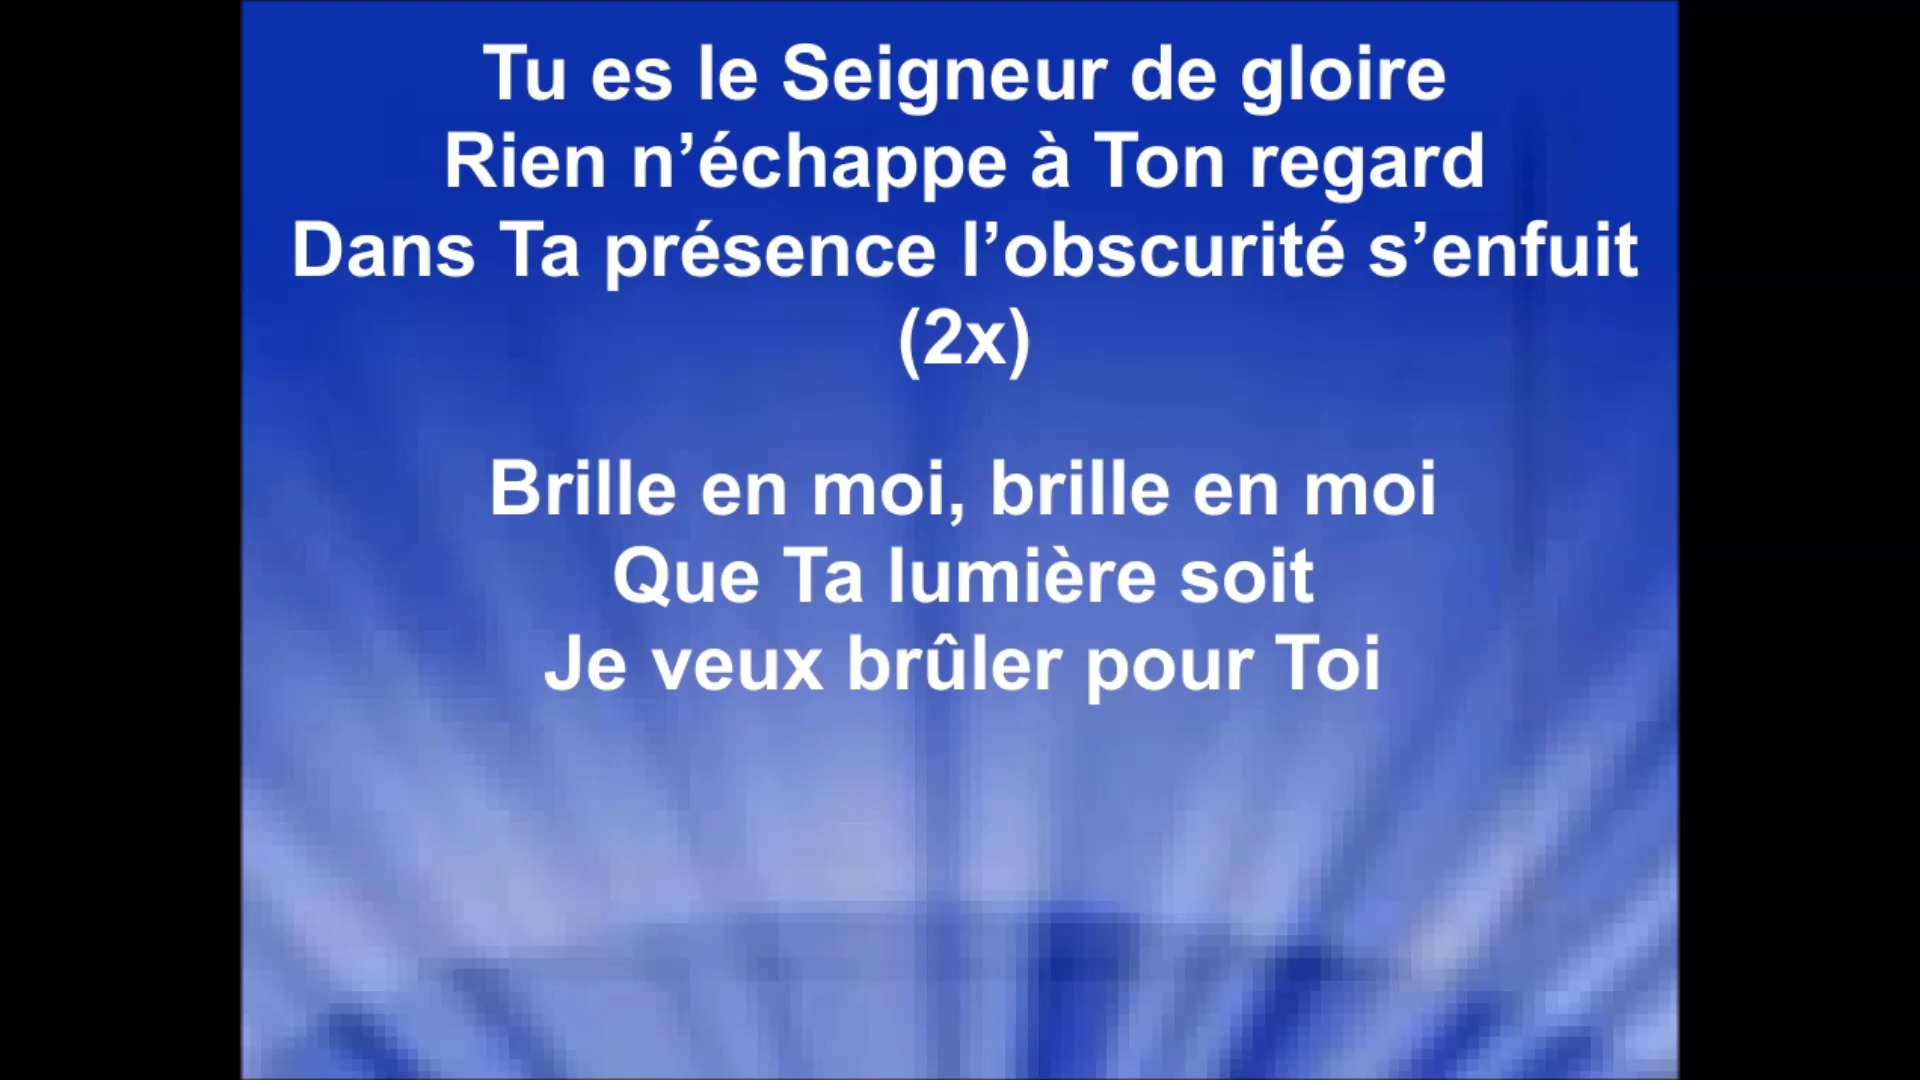 Tu es le Seigneur de gloire
Rien n’échappe à Ton regard
Dans Ta présence l’obscurité s’enfuit
(2x)
Brille en moi, brille en moi
Que Ta lumière soit
Je veux brûler pour Toi